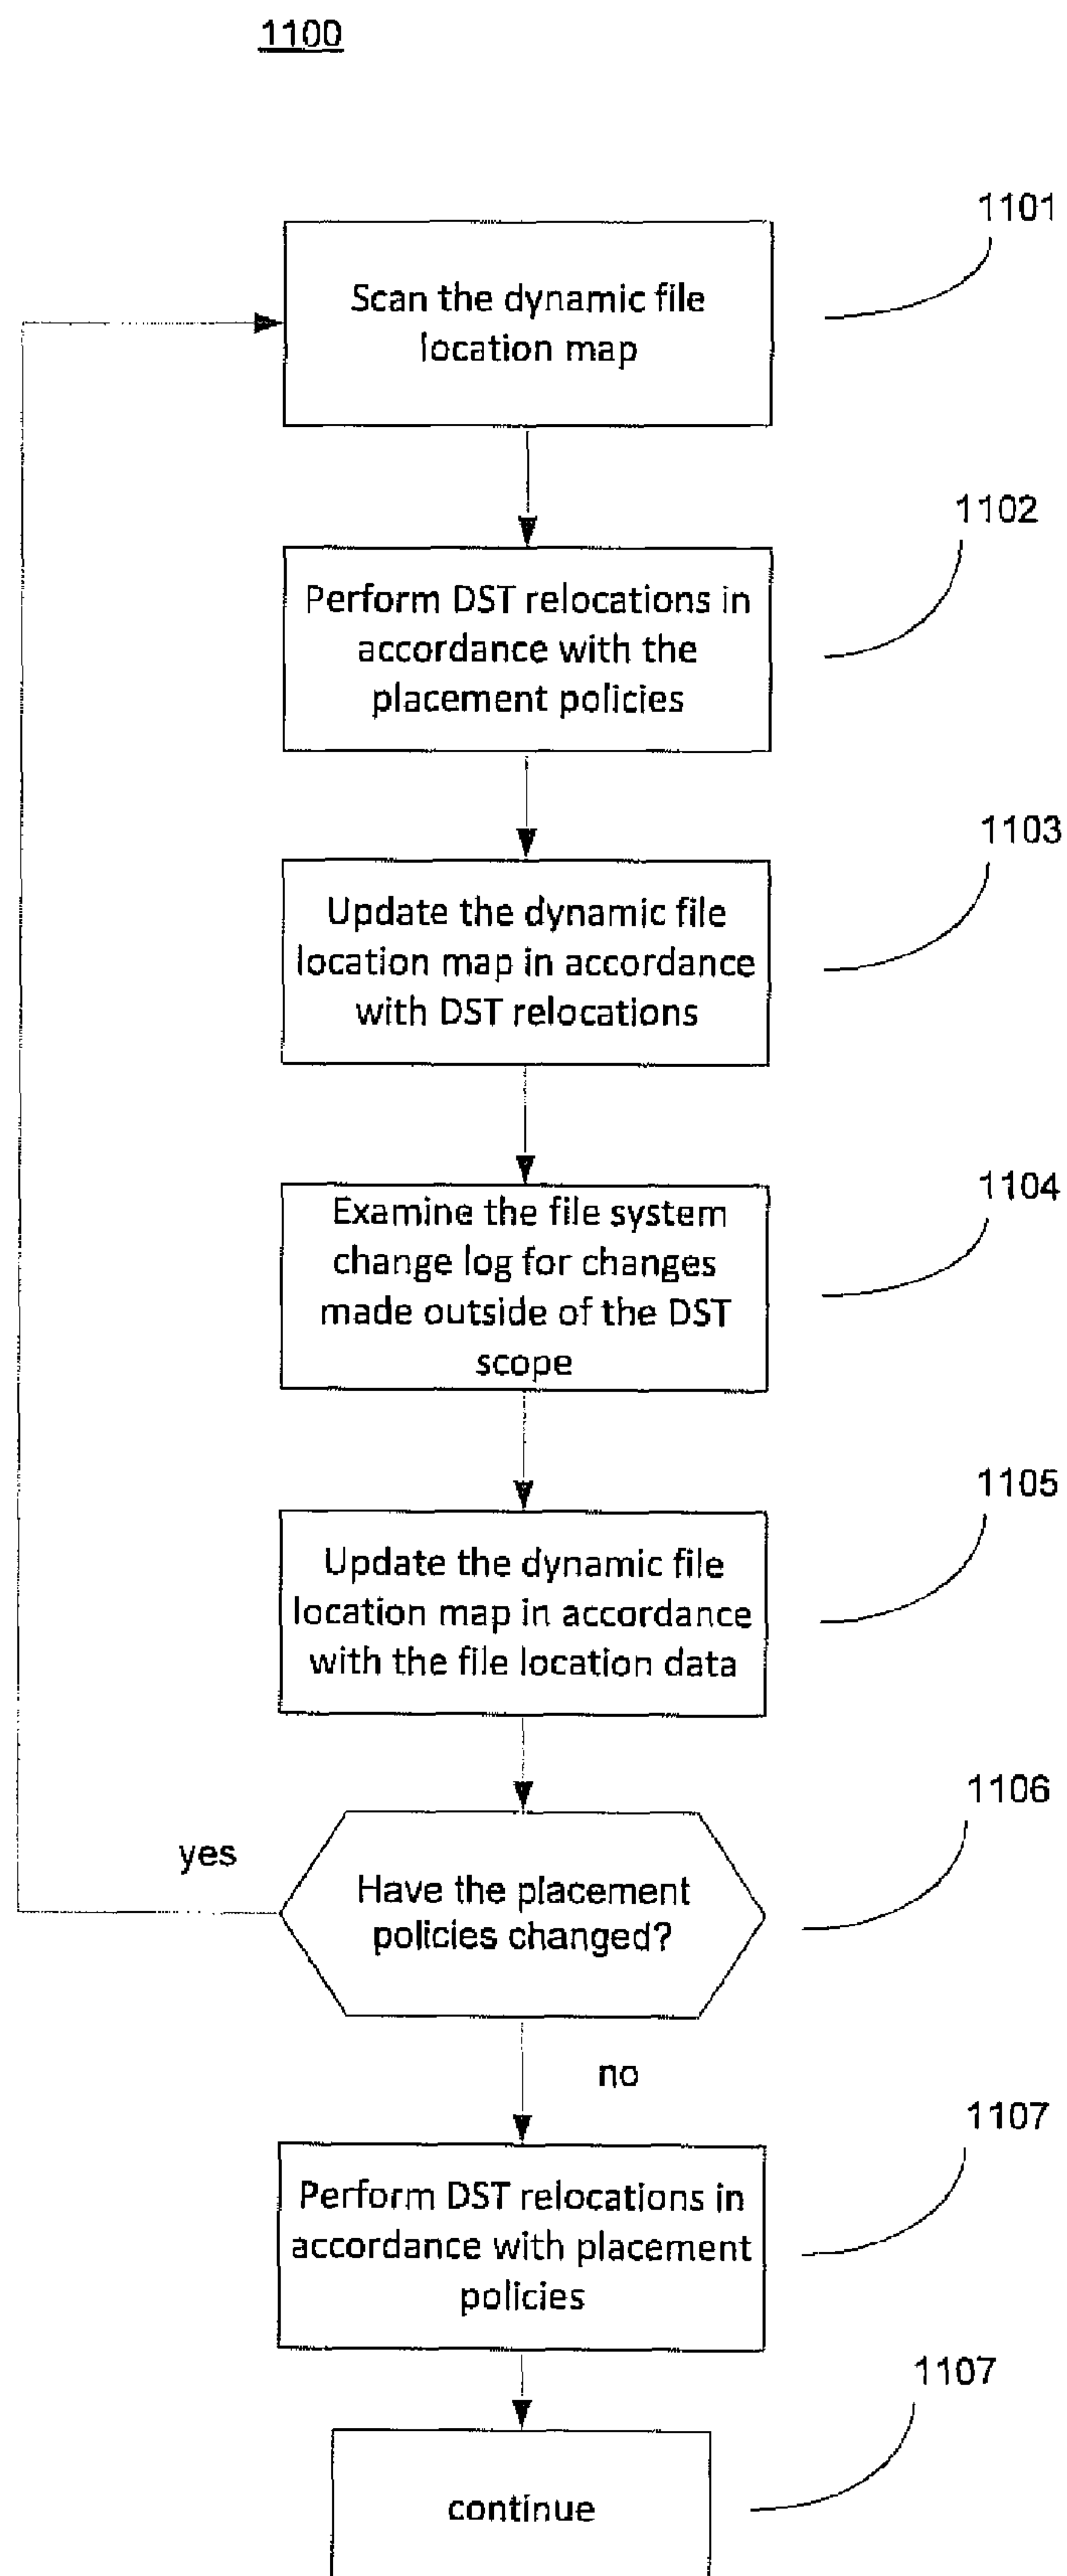 1100
1101
Scan the dynamic file
location map
1102
Perform DST relocations in
accordance with the
placement policies
1103
Update the dynamic file
location map in accordance
with DST relocations
1104
Examine the file system
change log for changes
made outside of the DST
scope
1105
Update the dynamic file
location map in accordance
with the file location data
1106
yes
Have the placement
policies changed?
no
1107
Perform DST relocations in
accordance with placement
policies
1107
continue